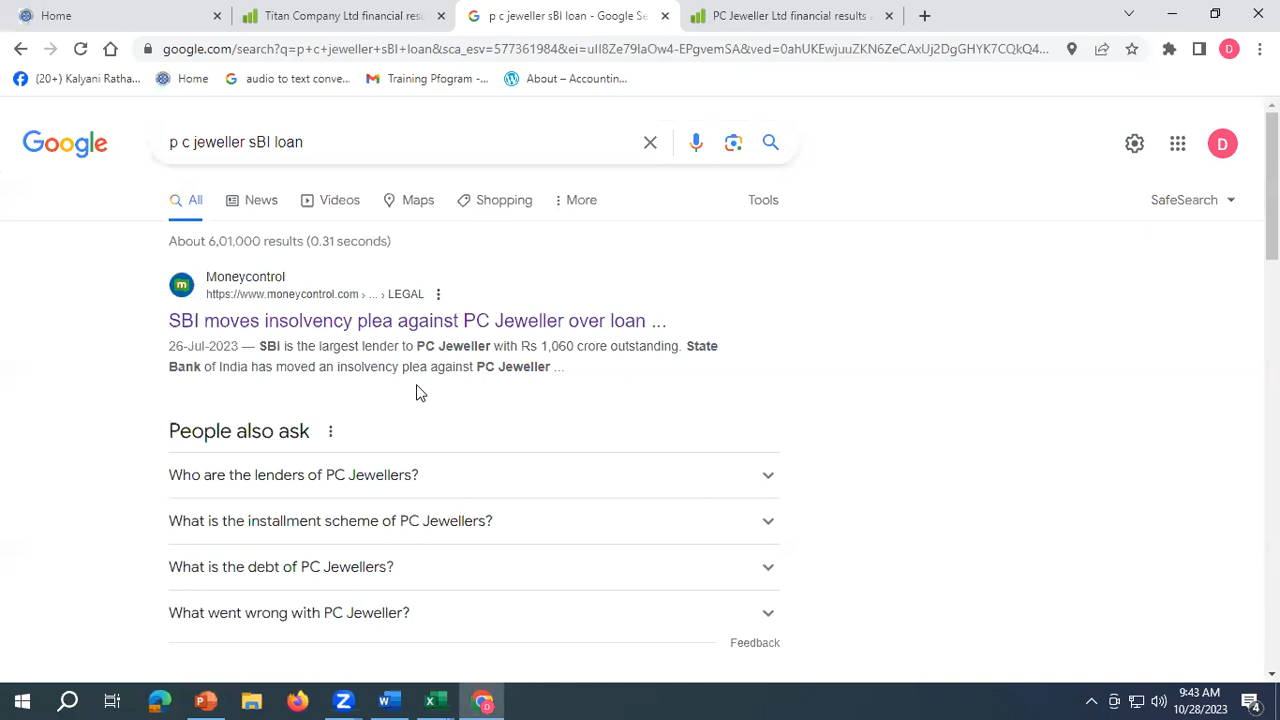 Home
Titan Company Ltd financial resu
p c jeweller sBI loan - Google Se
PC Jeweller Ltd financial results
google.com/search?q=p+c+jeweller+sBI+loan&sca_esv=577361984&ei=uII8Ze79IaOw4-EPgvemSA&ved=0ahUKEwjuuZKN6ZeCAxUj2DgGHYK7CQkQ4...
D
(20+) Kalyani Ratha...
Home
audio to text conve...
Training Pfogram -...
About – Accountin...
Google
p c jeweller sBI loan
D
All
News
Videos
Maps
Shopping
More
Tools
SafeSearch
About 6,01,000 results (0.31 seconds)
m
Moneycontrol
https://www.moneycontrol.com › ... › LEGAL
SBI moves insolvency plea against PC Jeweller over loan ...
26-Jul-2023 — SBI is the largest lender to PC Jeweller with Rs 1,060 crore outstanding. State
Bank of India has moved an insolvency plea against PC Jeweller ...
People also ask
Who are the lenders of PC Jewellers?
What is the installment scheme of PC Jewellers?
What is the debt of PC Jewellers?
What went wrong with PC Jeweller?
Feedback
9:43 AM
10/28/2023
4